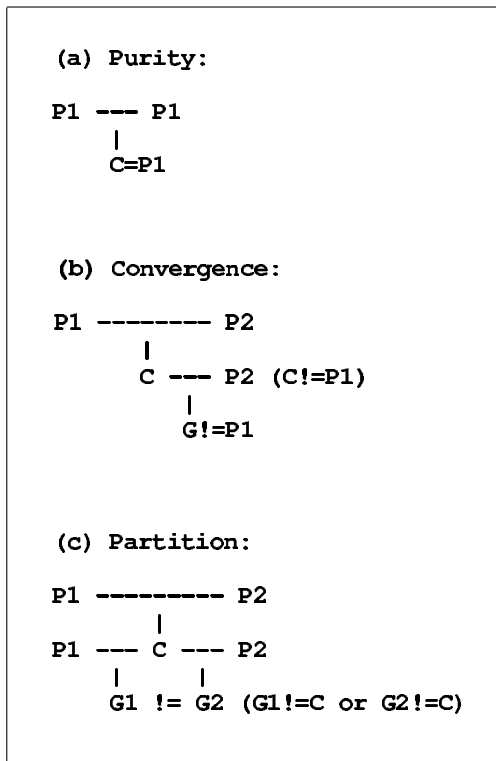 (a) Purity:
P1 --- P1
|
C=P1
(b) Convergence:
P1 -------- P2
|
C --- P2 (C!=P1)
|
G!=P1
(c) Partition:
P1 --------- P2
|
P1 --- C --- P2
| |
G1 != G2 (G1!=C or G2!=C)